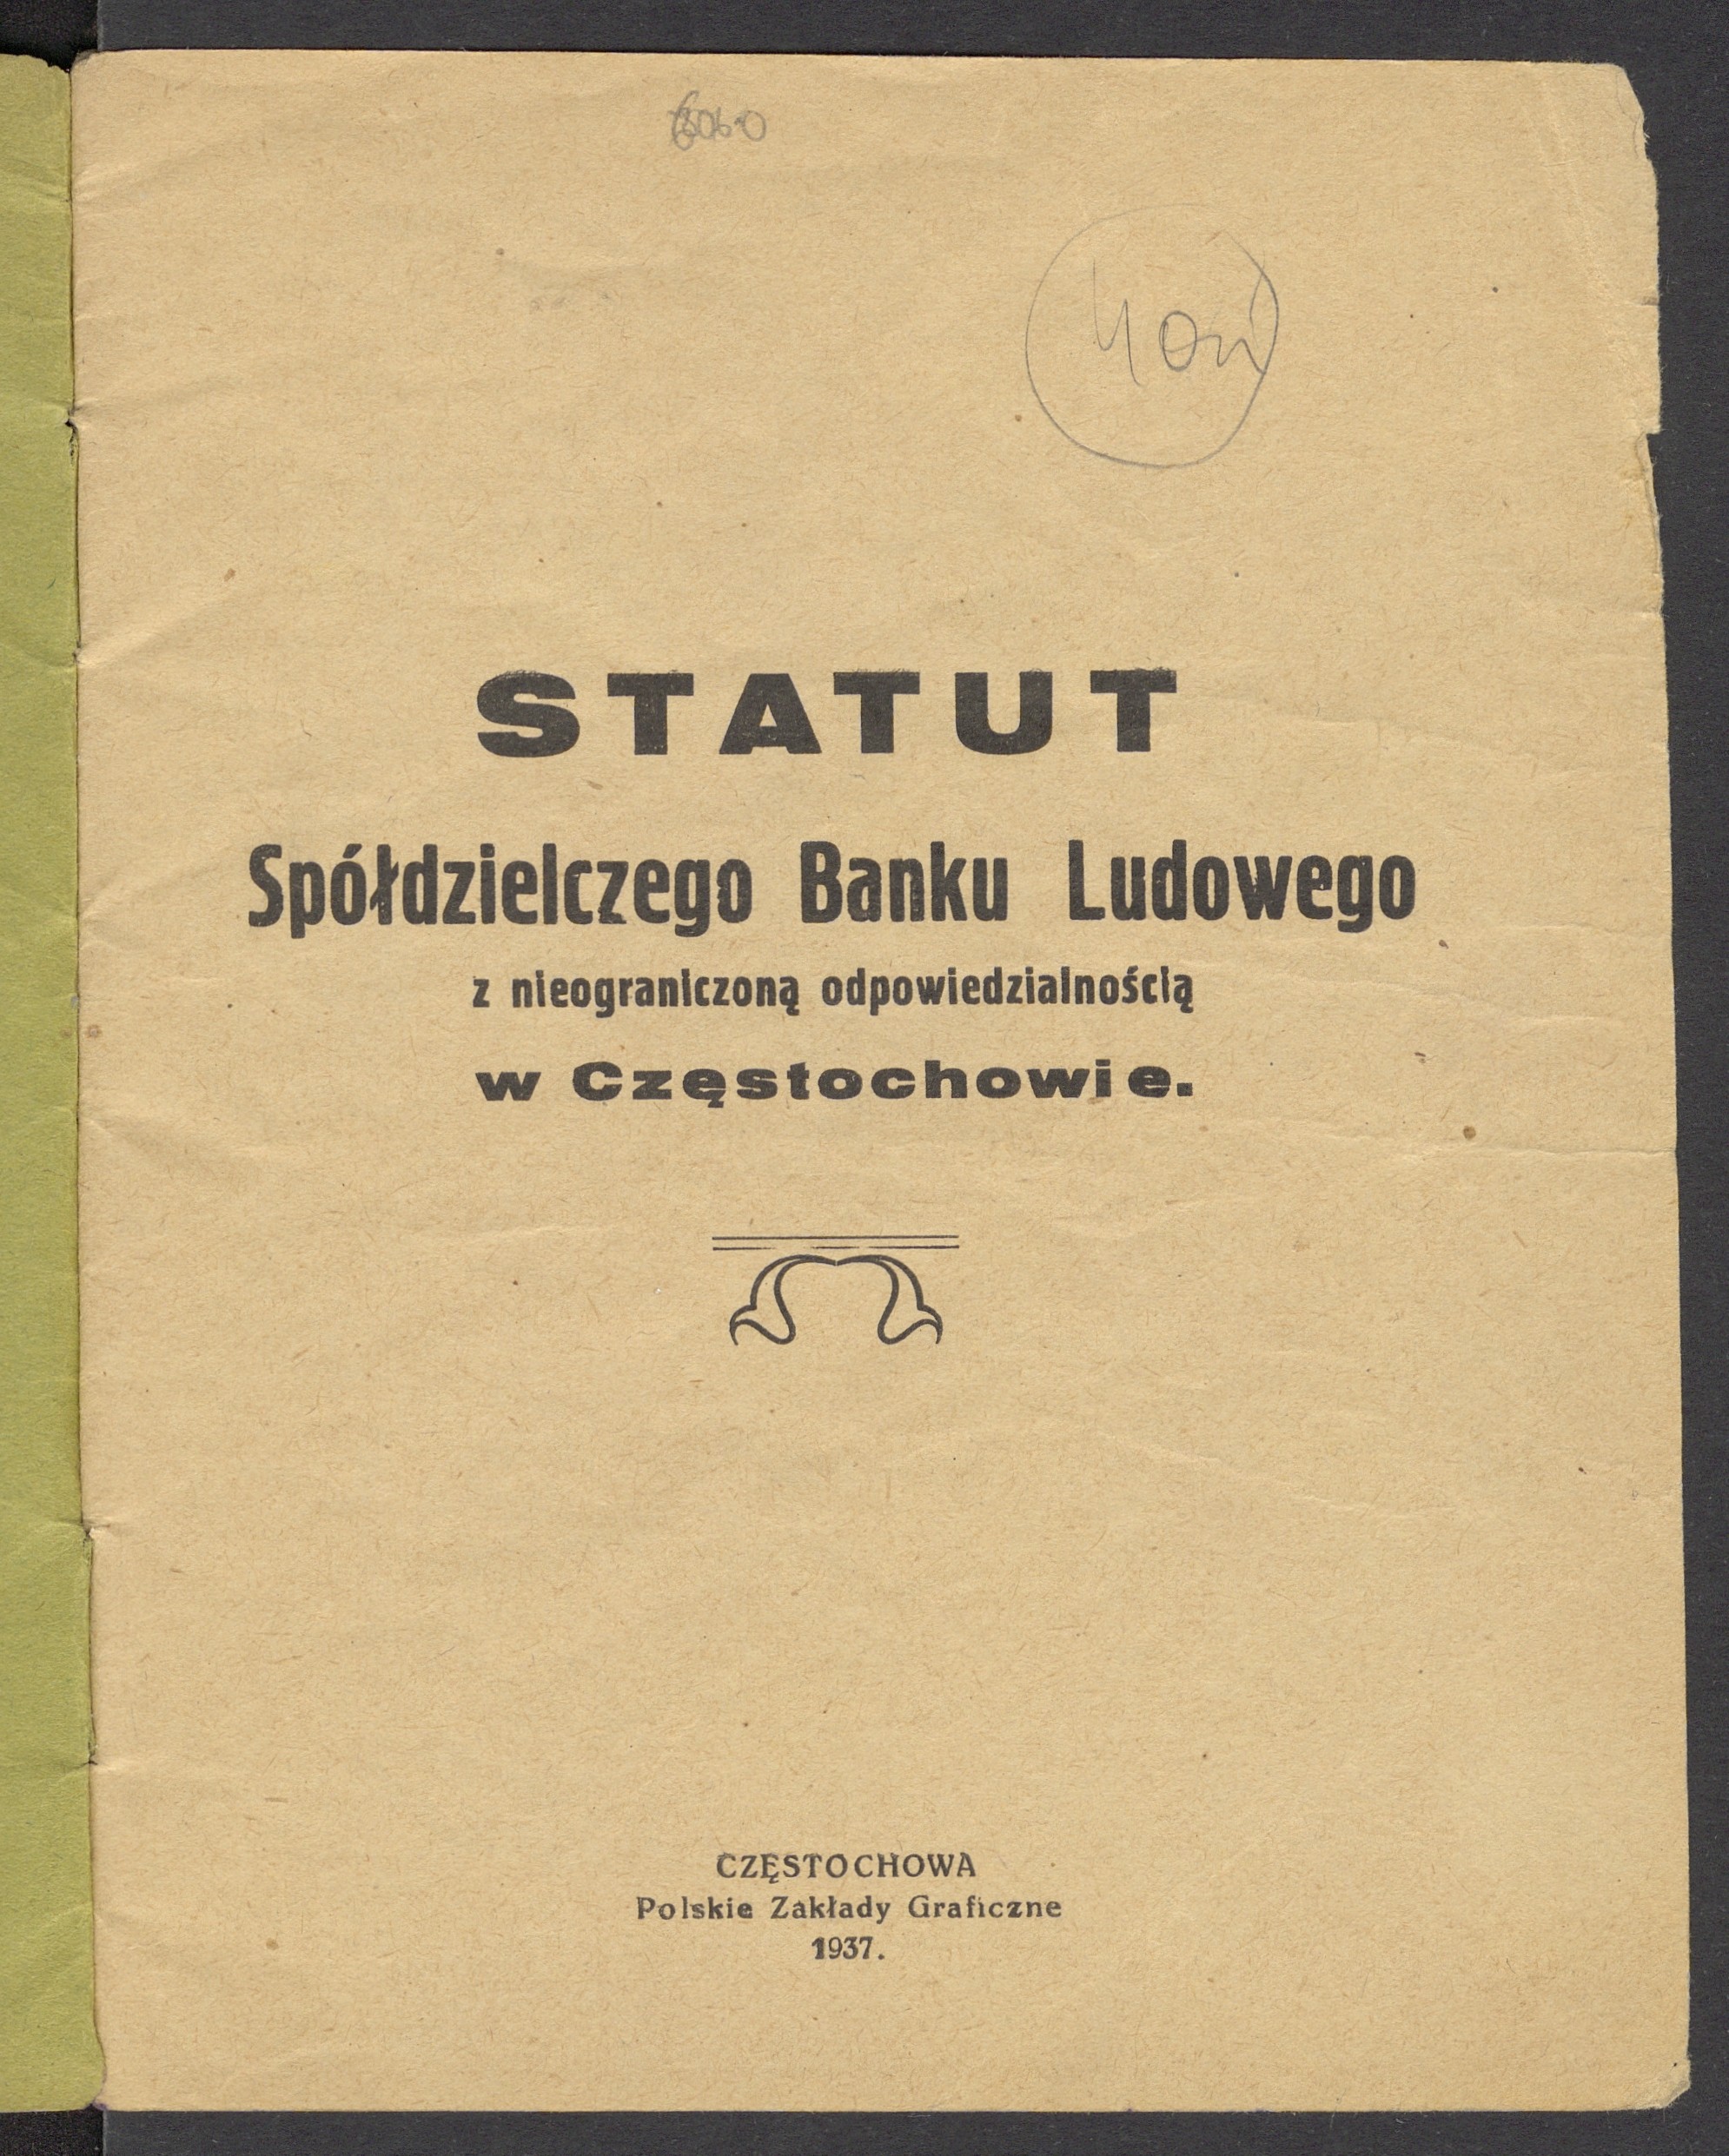 STATUT
Spółdzielczego Banku Ludowego
z nieograniczoną odpowiedzialnością
w Częstochowie.
CZĘSTOCHOWA
Polskie Zakłady Graficzne
1937.